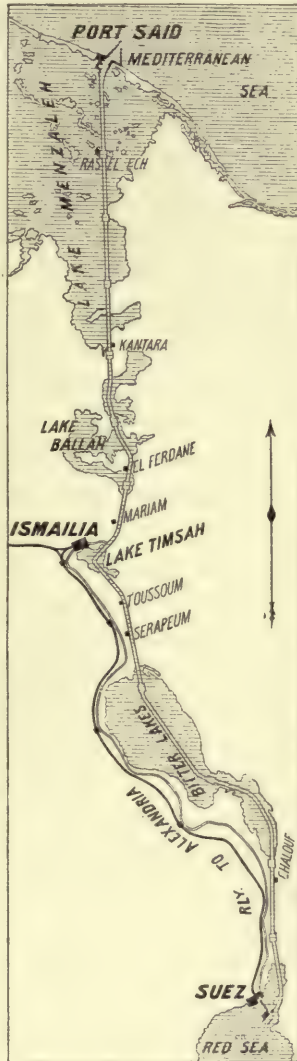 PORT SAID
MEDITERRANEAN
SEA
RAS EL ECH
LAKE MENZALEH
KANTARA
LAKE
BALLAH
EL FERDANE
MARIAM
ISMAILIA
LAKE TIMSAH
TOUSSOUM
SERAPEUM
BITTER LAKES
RLY. TO ALEXANDRIA
CHALOUF
SUEZ
RED SEA